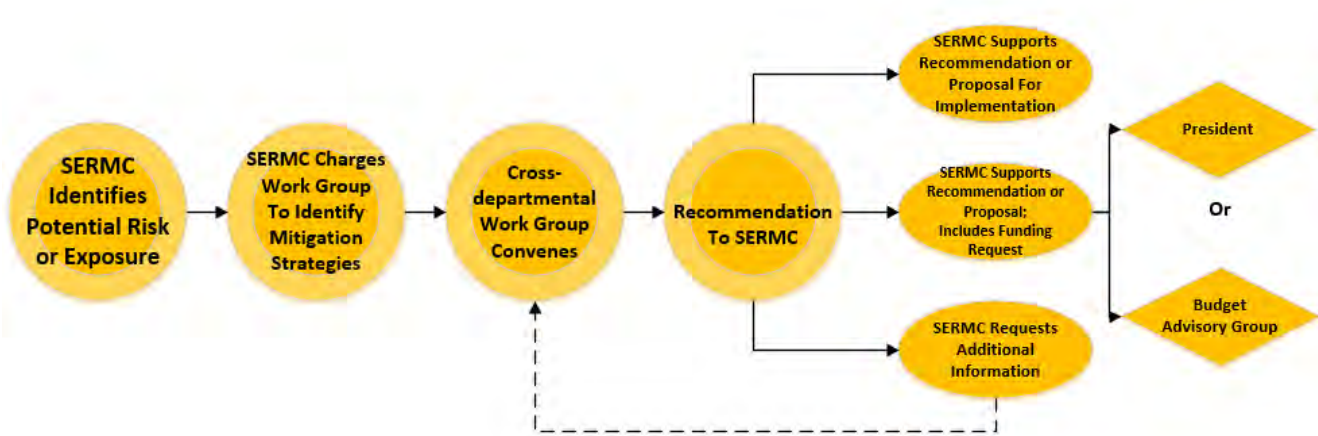 SERMC
Identifies
Potential Risk
or Exposure
SERMC Charges
Work Group
To Identify
Mitigation
Strategies
Cross-
departmental
Work Group
Convenes
Recommendation
To SERMC
SERMC Supports
Recommendation or
Proposal For
Implementation
SERMC Supports
Recommendation or
Proposal;
Includes Funding
Request
SERMC Requests
Additional
Information
President
Or
Budget
Advisory Group